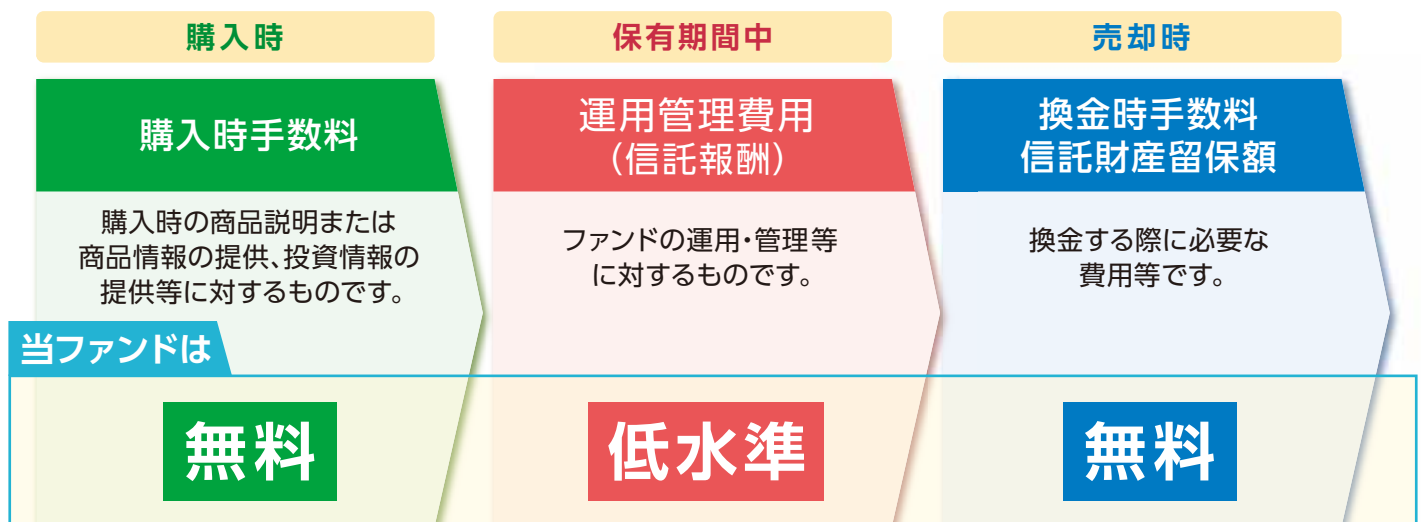 購入時
保有期間中
売却時
購入時手数料
運用管理費用
(信託報酬)
換金時手数料
信託財産留保額
購入時の商品説明または
商品情報の提供、投資情報の
提供等に対するものです。
ファンドの運用・管理等
に対するものです。
換金する際に必要な
費用等です。
当ファンドは
無料
低水準
無料